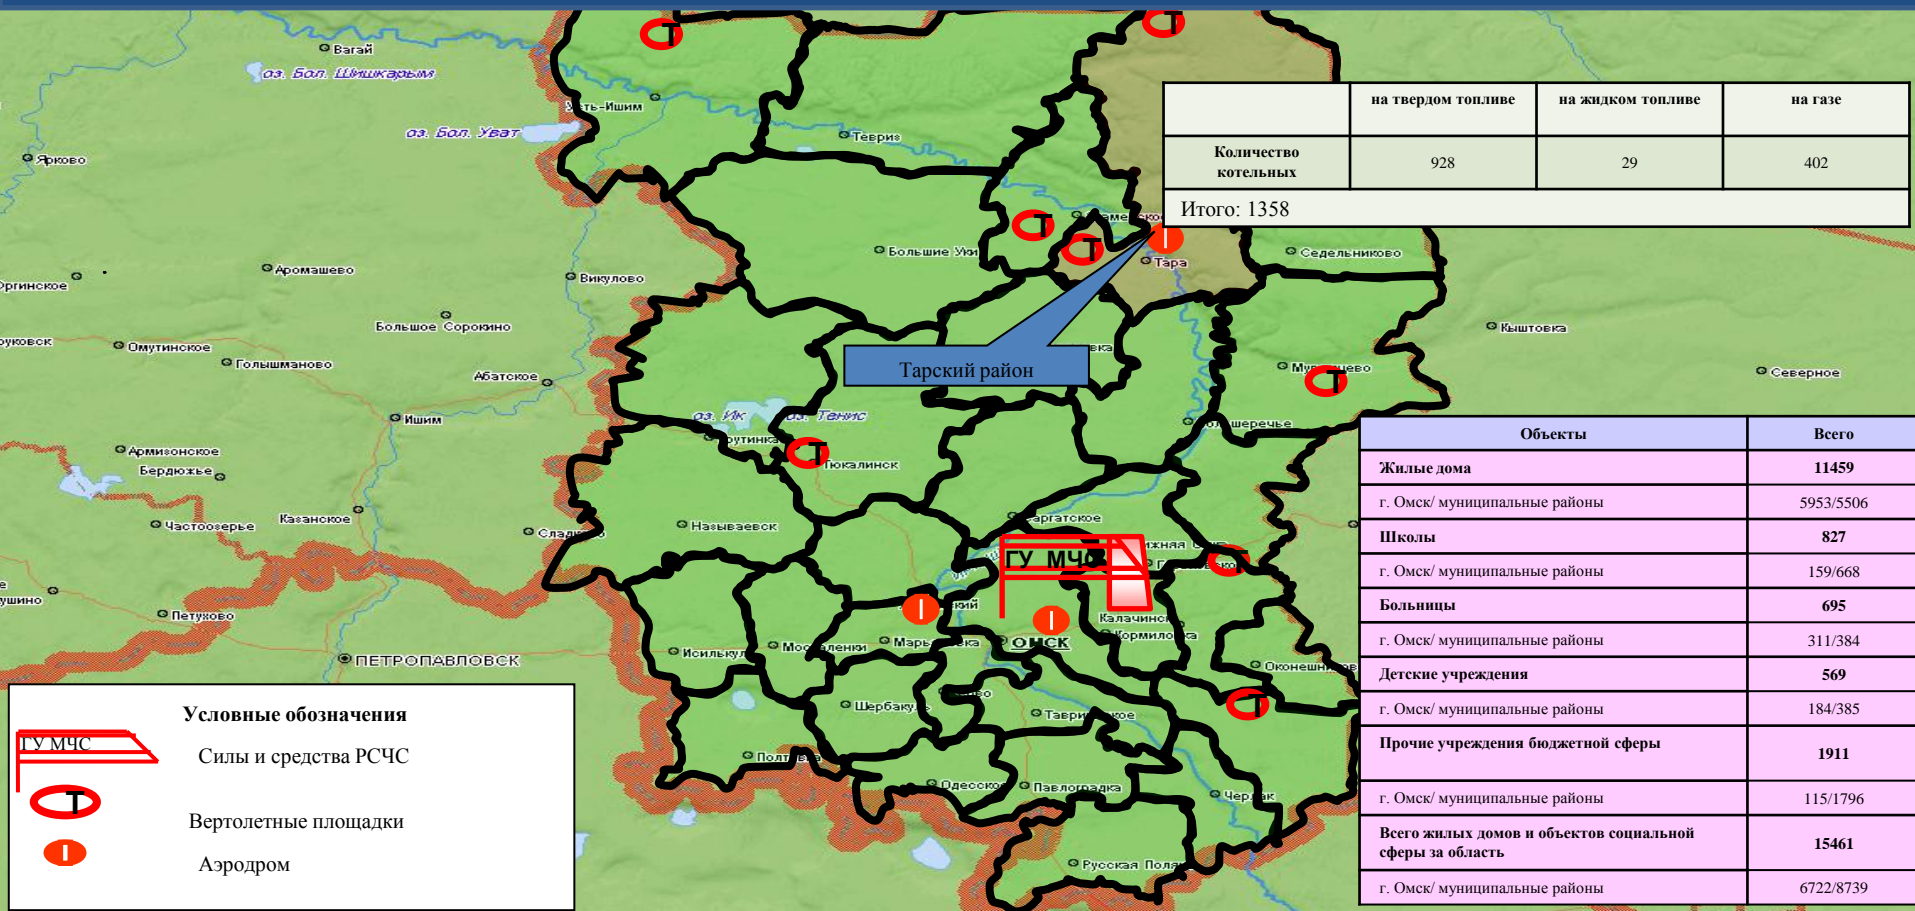 Вагай
оз. Бол. Шишкарым
Усть-Ишим
оз. Бол. Уват
Тевриз
Ярково
Большие Уки
Тара
Седельниково
Аромашево
Викулово
Большое Сорокино
Омутинское
Голышманово
Абатское
Кыштовка
Северное
Ишим
оз. Ик
оз. Тенис
Тюкалинск
Армизонское
Бердюжье
Казанское
Частоозерье
Называевск
Петухово
ПЕТРОПАВЛОВСК
Исилькуль
Москаленки
ОМСК
Калачинск
Кормиловка
Шербакуль
Таврическое
Полтавка
Одесское
Павлоградка
Черлак
Русская Поляна
Тарский район
ГУ МЧС
Т
Т
Т
Т
Т
Т
Т
Т
на твердом топливе на жидком топливе на газе
Количество
котельных
928 29 402
Итого: 1358
Объекты Всего
Жилые дома 11459
г. Омск/ муниципальные районы 5953/5506
Школы 827
г. Омск/ муниципальные районы 159/668
Больницы 695
г. Омск/ муниципальные районы 311/384
Детские учреждения 569
г. Омск/ муниципальные районы 184/385
Прочие учреждения бюджетной сферы 1911
г. Омск/ муниципальные районы 115/1796
Всего жилых домов и объектов социальной
сферы за область 15461
г. Омск/ муниципальные районы 6722/8739
Условные обозначения
ГУ МЧС
Силы и средства РСЧС
Т
Вертолетные площадки
Аэродром